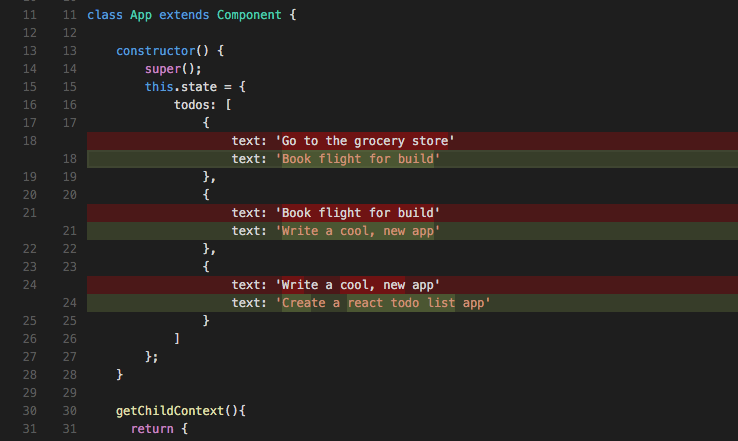 11 11 class App extends Component {
12 12
13 13 constructor() {
14 14 super();
15 15 this.state = {
16 16 todos: [
17 17 {
18 text: 'Go to the grocery store'
18 text: 'Book flight for build'
19 19 },
20 20 {
21 text: 'Book flight for build'
21 text: 'Write a cool, new app'
22 22 },
23 23 {
24 text: 'Write a cool, new app'
24 text: 'Create a react todo list app'
25 25 }
26 26 ]
27 27 };
28 28 }
29 29
30 30 getChildContext(){
31 31 return {